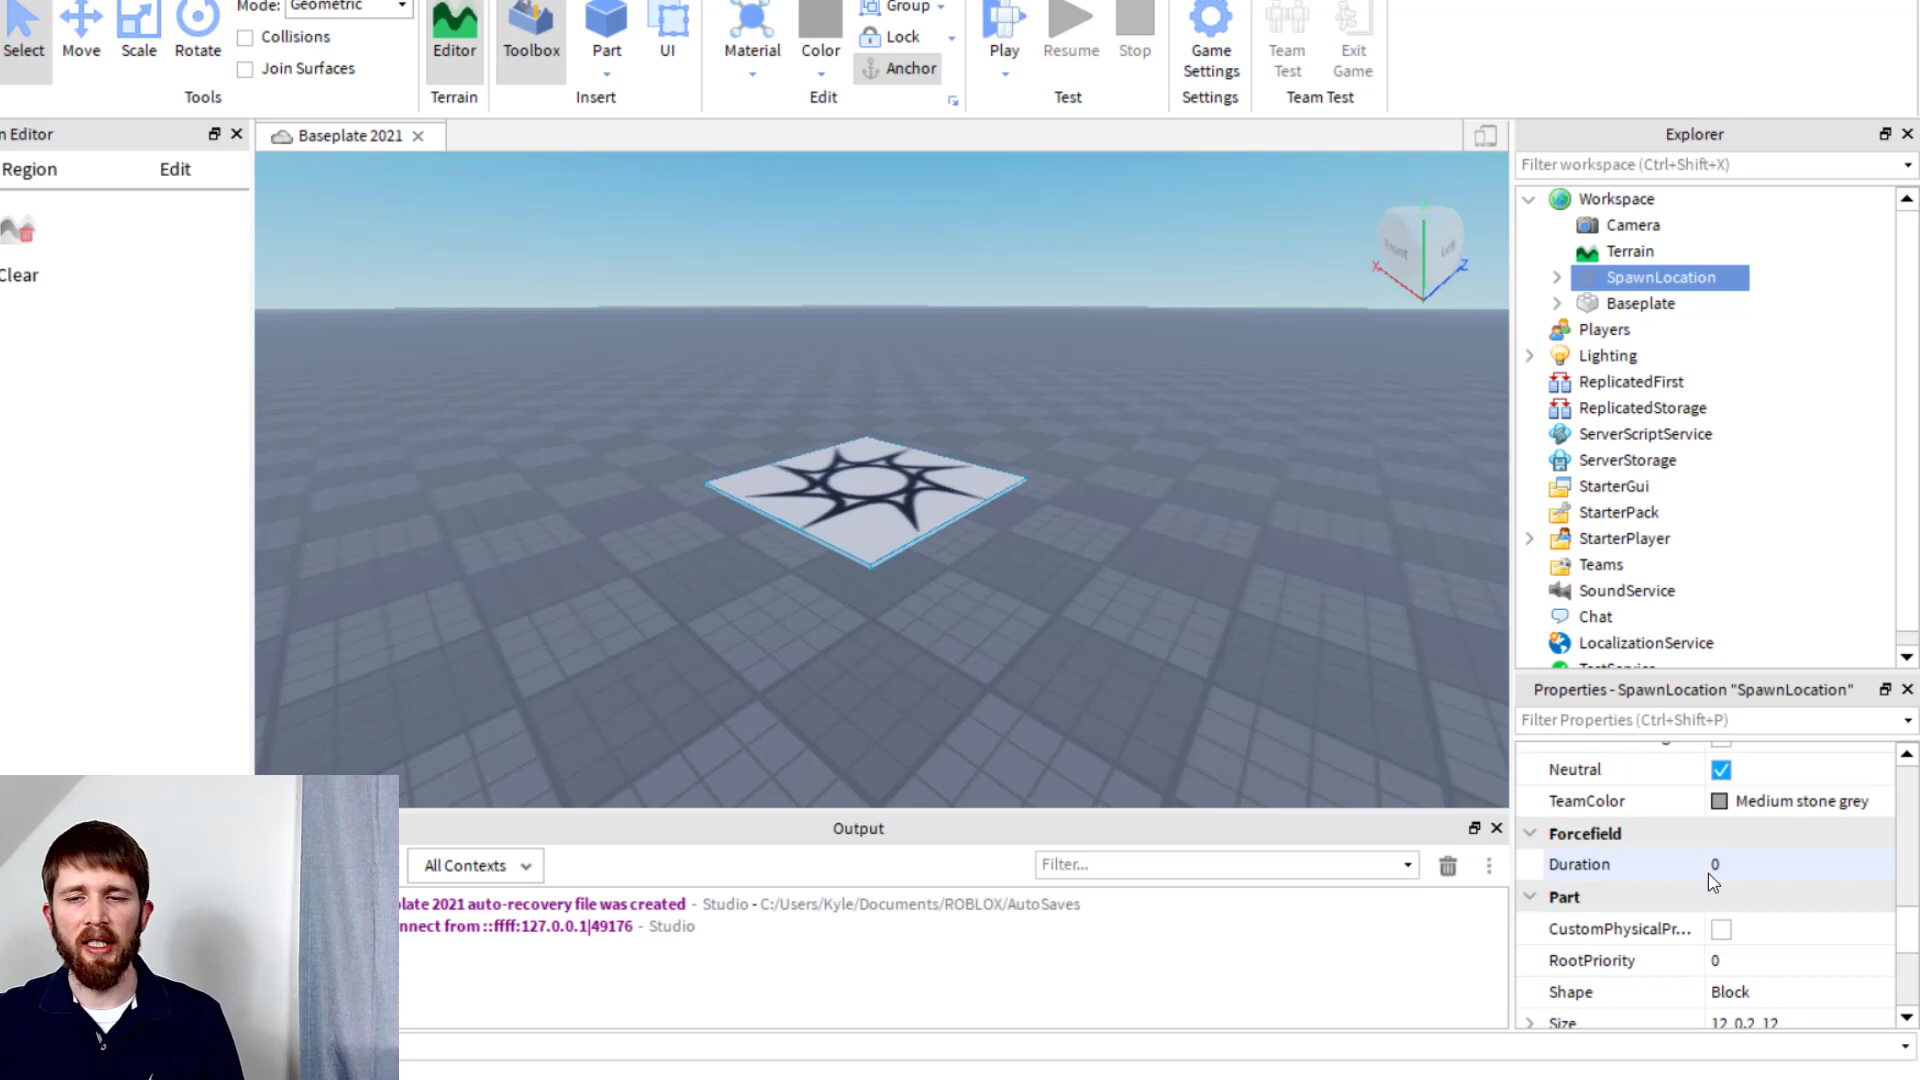 Mode: Geometric
Collisions
Join Surfaces
Select
Move
Scale
Rotate
Tools
Editor
Terrain
Toolbox
Part
UI
Insert
Material
Color
Group
Lock
Anchor
Edit
Play
Resume
Stop
Test
Game
Settings
Settings
Team
Test
Exit
Game
Team Test
n Editor
Region
Edit
Clear
Baseplate 2021
Front
Left
X
Z
Explorer
Filter workspace (Ctrl+Shift+X)
Workspace
Camera
Terrain
SpawnLocation
Baseplate
Players
Lighting
ReplicatedFirst
ReplicatedStorage
ServerScriptService
ServerStorage
StarterGui
StarterPack
StarterPlayer
Teams
SoundService
Chat
LocalizationService
Properties - SpawnLocation "SpawnLocation"
Filter Properties (Ctrl+Shift+P)
Neutral
TeamColor Medium stone grey
Forcefield
Duration 0
Part
CustomPhysicalPr...
RootPriority 0
Shape Block
Size 12, 0.2, 12
Output
All Contexts
Filter...
plate 2021 auto-recovery file was created - Studio - C:/Users/Kyle/Documents/ROBLOX/AutoSaves
nnect from ::ffff:127.0.0.1|49176 - Studio